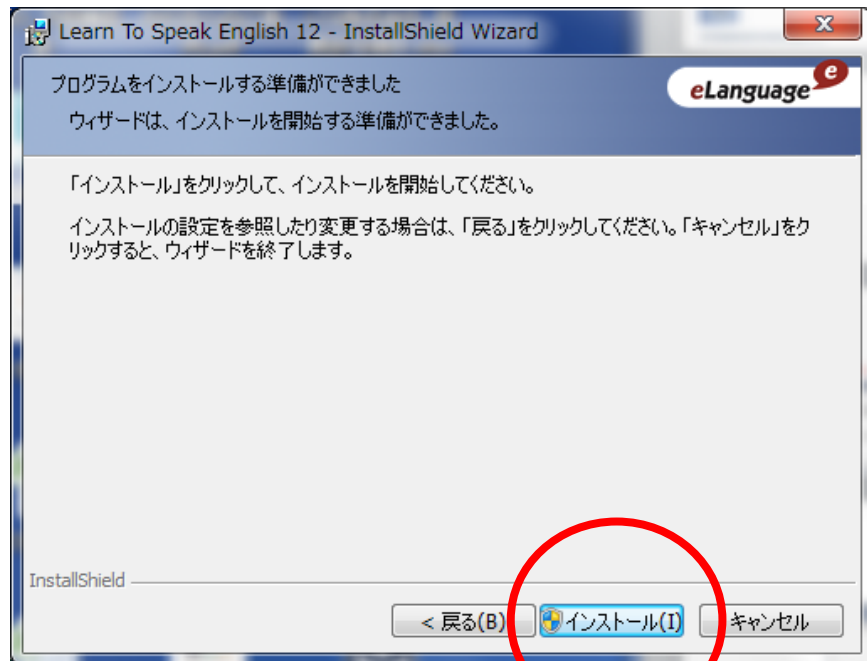 Learn To Speak English 12 - InstallShield Wizard
プログラムをインストールする準備ができました
eLanguage e
ウィザードは、インストールを開始する準備ができました。
「インストール」をクリックして、インストールを開始してください。
インストールの設定を参照したり変更する場合は、「戻る」をクリックしてください。「キャンセル」をク
リックすると、ウィザードを終了します。
InstallShield
< 戻る(B)
インストール(I)
キャンセル